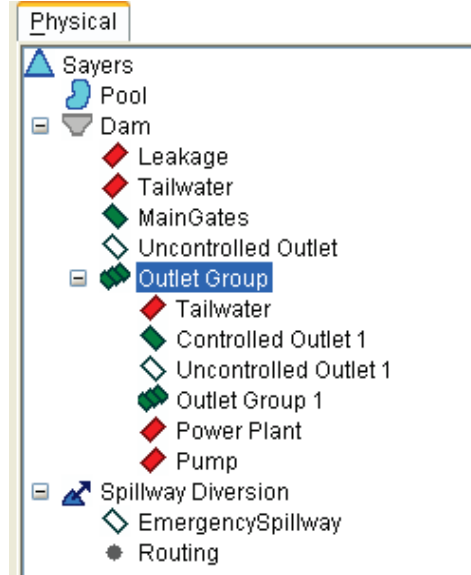 Physical
Sayers
Pool
Dam
Leakage
Tailwater
MainGates
Uncontrolled Outlet
Outlet Group
Tailwater
Controlled Outlet 1
Uncontrolled Outlet 1
Outlet Group 1
Power Plant
Pump
Spillway Diversion
EmergencySpillway
Routing